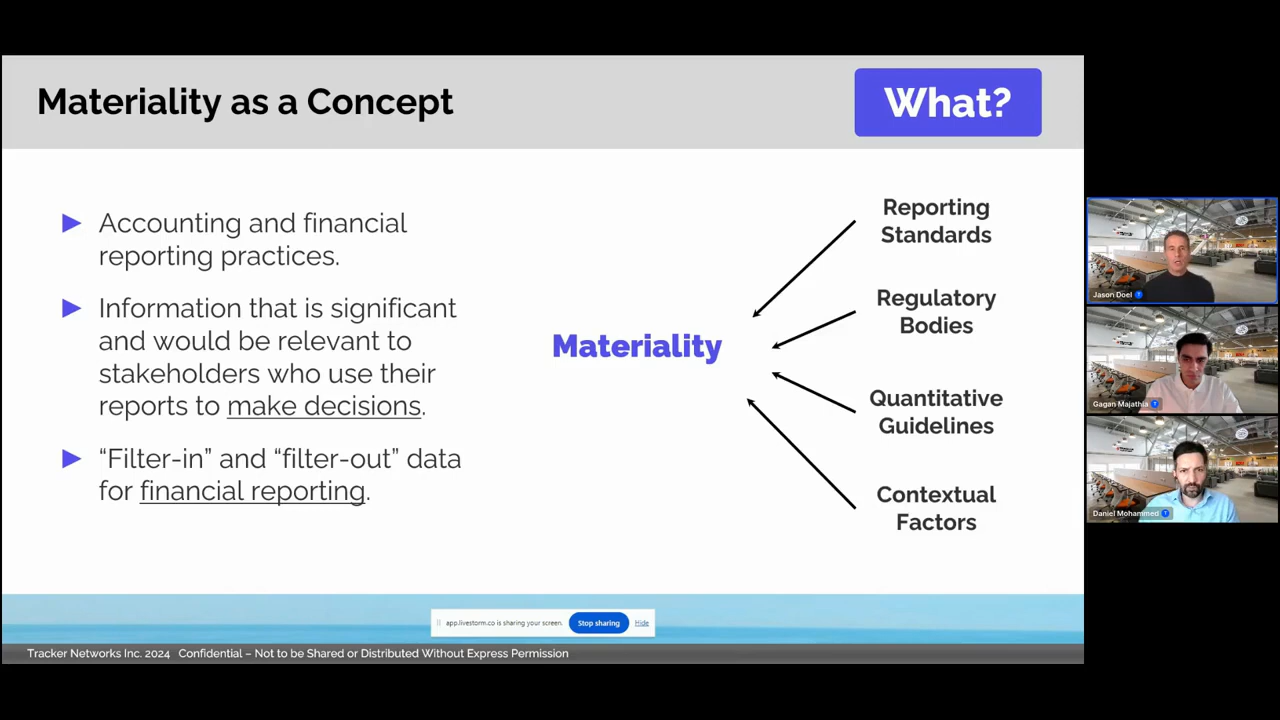 Materiality as a Concept
What?
Accounting and financial
reporting practices.
Information that is significant
and would be relevant to
stakeholders who use their
reports to make decisions.
“Filter-in” and “filter-out” data
for financial reporting.
Materiality
Reporting
Standards
Regulatory
Bodies
Quantitative
Guidelines
Contextual
Factors
app.livestorm.co is sharing your screen.
Stop sharing
Hide
Tracker Networks Inc. 2024 Confidential – Not to be Shared or Distributed Without Express Permission
Jason Doel
Gagan Majathia
Daniel Mohammed